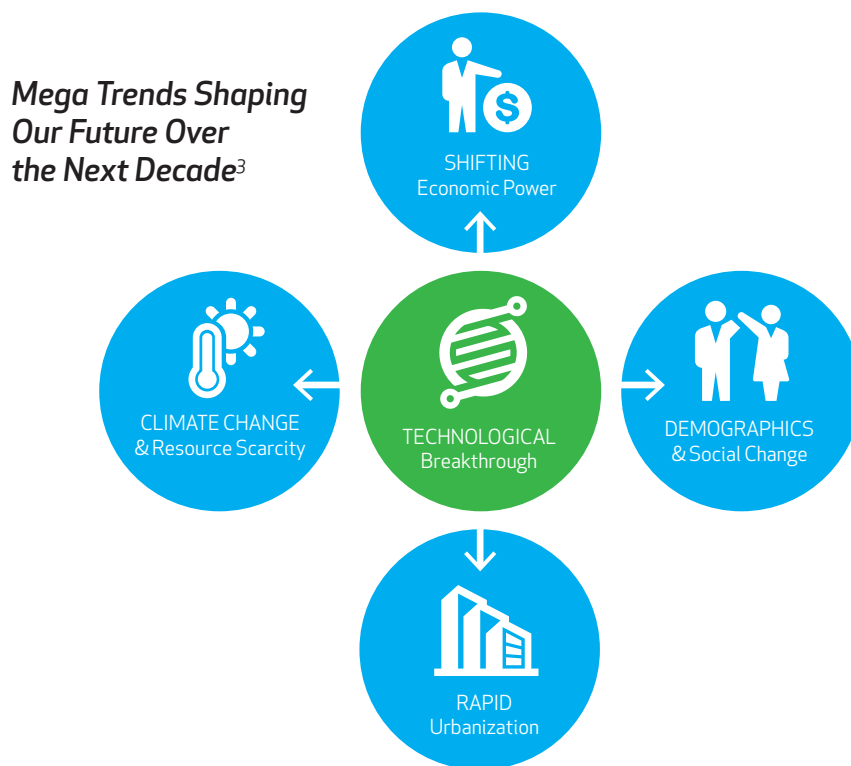 Mega Trends Shaping
Our Future Over
the Next Decade3
SHIFTING
Economic Power
CLIMATE CHANGE
& Resource Scarcity
TECHNOLOGICAL
Breakthrough
DEMOGRAPHICS
& Social Change
RAPID
Urbanization